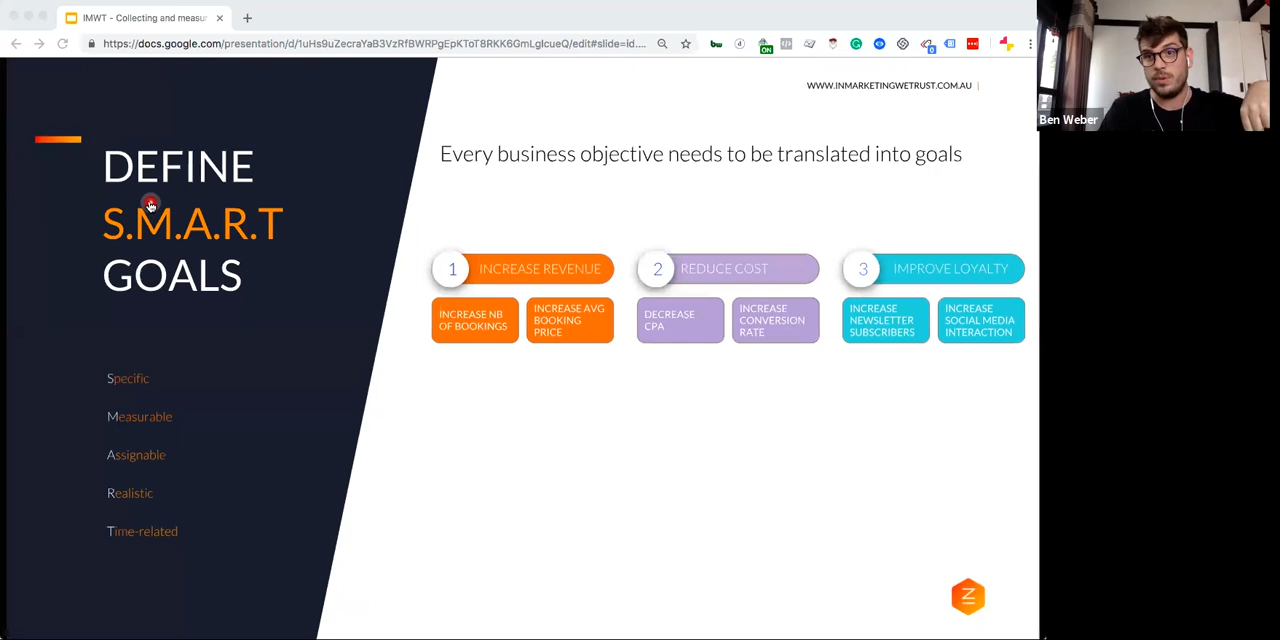 IMWT - Collecting and measur
https://docs.google.com/presentation/d/1uHs9uZecraYaB3VzRfBWRPgEpKToT8RKK6GmLglcueQ/edit#slide=id....
ON
0
Ben Weber
WWW.INMARKETINGWETRUST.COM.AU
DEFINE
S.M.A.R.T
GOALS
Specific
Measurable
Assignable
Realistic
Time-related
Every business objective needs to be translated into goals
1 INCREASE REVENUE
INCREASE NB
OF BOOKINGS
INCREASE AVG
BOOKING
PRICE
2 REDUCE COST
DECREASE
CPA
INCREASE
CONVERSION
RATE
3 IMPROVE LOYALTY
INCREASE
NEWSLETTER
SUBSCRIBERS
INCREASE
SOCIAL MEDIA
INTERACTION